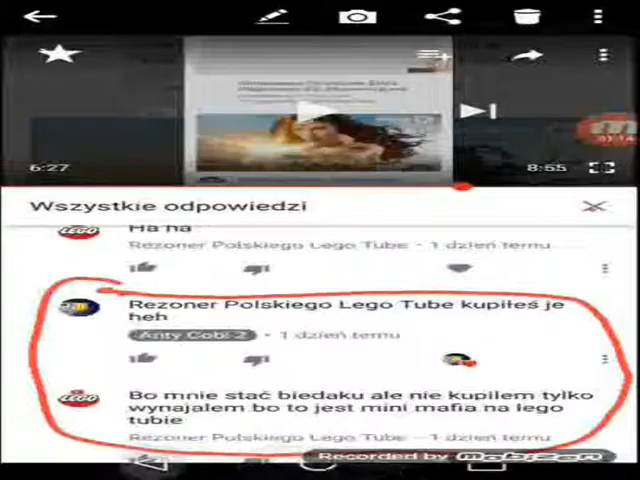 6:27
8:55
Wszystkie odpowiedzi
LEGO
Ha ha
Rezoner Polskiego Lego Tube • 1 dzień temu
Rezoner Polskiego Lego Tube kupiłeś je
heh
Anty Cobi 2 • 1 dzień temu
LEGO
Bo mnie stać biedaku ale nie kupilem tylko
wynajalem bo to jest mini mafia na lego
tubie
Rezoner Polskiego Lego Tube – 1 dzień temu
Recorded by Mobizen